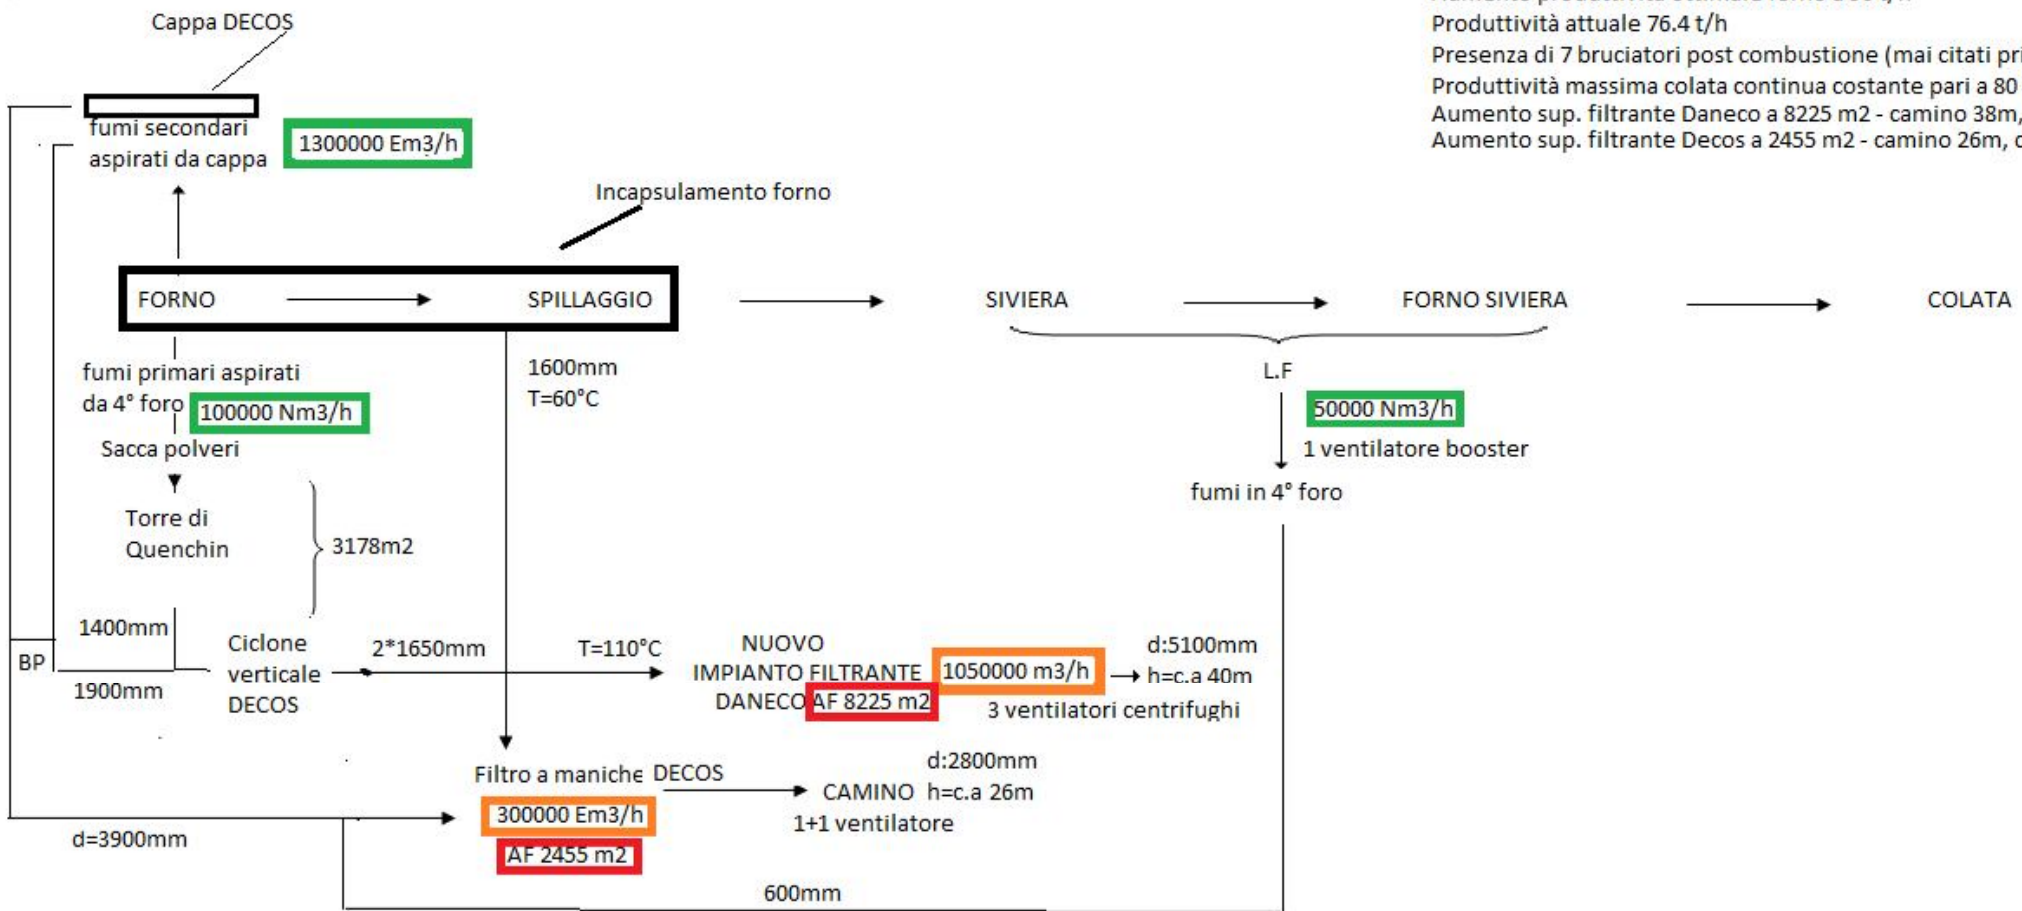 Cappa DECOS
Produttività attuale 76.4 t/h
Presenza di 7 bruciatori post combustione (mai citati pri
Produttività massima colata continua costante pari a 80
Aumento sup. filtrante Daneco a 8225 m2 - camino 38m,
Aumento sup. filtrante Decos a 2455 m2 - camino 26m, d
fumi secondari
aspirati da cappa
1300000 Em3/h
Incapsulamento forno
FORNO
SPILLAGGIO
SIVIERA
FORNO SIVIERA
COLATA
fumi primari aspirati
da 4° foro
100000 Nm3/h
Sacca polveri
1600mm
T=60°C
L.F
50000 Nm3/h
1 ventilatore booster
fumi in 4° foro
Torre di
Quenchin
3178m2
1400mm
BP
1900mm
Ciclone
verticale
DECOS
2*1650mm
T=110°C
NUOVO
IMPIANTO FILTRANTE
DANECO
AF 8225 m2
1050000 m3/h
d:5100mm
h=c.a 40m
3 ventilatori centrifughi
Filtro a maniche DECOS
300000 Em3/h
AF 2455 m2
d:2800mm
CAMINO h=c.a 26m
1+1 ventilatore
d=3900mm
600mm